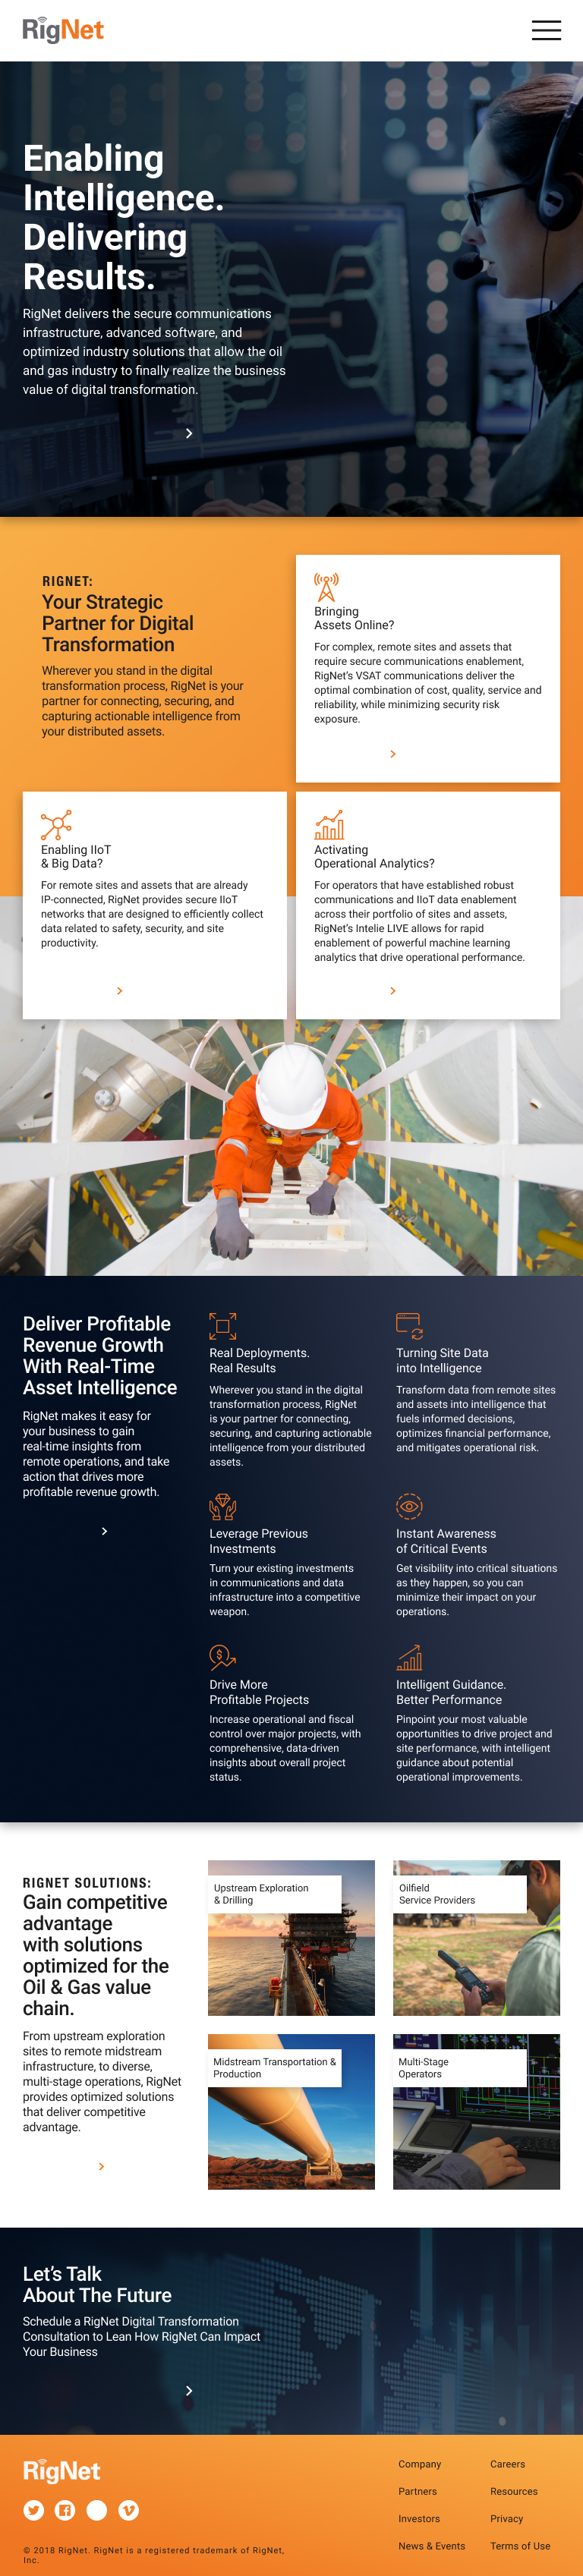 RigNet
Enabling
Intelligence.
Delivering
Results.
RigNet delivers the secure communications
infrastructure, advanced software, and
optimized industry solutions that allow the oil
and gas industry to finally realize the business
value of digital transformation.
RIGNET:
Your Strategic
Partner for Digital
Transformation
Wherever you stand in the digital
transformation process, RigNet is your
partner for connecting, securing, and
capturing actionable intelligence from
your distributed assets.
Bringing
Assets Online?
For complex, remote sites and assets that
require secure communications enablement,
RigNet's VSAT communications deliver the
optimal combination of cost, quality, service and
reliability, while minimizing security risk
exposure.
Enabling IIoT
& Big Data?
For remote sites and assets that are already
IP-connected, RigNet provides secure IIoT
networks that are designed to efficiently collect
data related to safety, security, and site
productivity.
Activating
Operational Analytics?
For operators that have established robust
communications and IIoT data enablement
across their portfolio of sites and assets,
RigNet's Intelie LIVE allows for rapid
enablement of powerful machine learning
analytics that drive operational performance.
Deliver Profitable
Revenue Growth
With Real-Time
Asset Intelligence
RigNet makes it easy for
your business to gain
real-time insights from
remote operations, and take
action that drives more
profitable revenue growth.
Real Deployments.
Real Results
Wherever you stand in the digital
transformation process, RigNet
is your partner for connecting,
securing, and capturing actionable
intelligence from your distributed
assets.
Turning Site Data
into Intelligence
Transform data from remote sites
and assets into intelligence that
fuels informed decisions,
optimizes financial performance,
and mitigates operational risk.
Leverage Previous
Investments
Turn your existing investments
in communications and data
infrastructure into a competitive
weapon.
Instant Awareness
of Critical Events
Get visibility into critical situations
as they happen, so you can
minimize their impact on your
operations.
Drive More
Profitable Projects
Increase operational and fiscal
control over major projects, with
comprehensive, data-driven
insights about overall project
status.
Intelligent Guidance.
Better Performance
Pinpoint your most valuable
opportunities to drive project and
site performance, with intelligent
guidance about potential
operational improvements.
RIGNET SOLUTIONS:
Gain competitive
advantage
with solutions
optimized for the
Oil & Gas value
chain.
From upstream exploration
sites to remote midstream
infrastructure, to diverse,
multi-stage operations, RigNet
provides optimized solutions
that deliver competitive
advantage.
Upstream Exploration
& Drilling
Oilfield
Service Providers
Midstream Transportation &
Production
Multi-Stage
Operators
Let's Talk
About The Future
Schedule a RigNet Digital Transformation
Consultation to Lean How RigNet Can Impact
Your Business
RigNet
© 2018 RigNet. RigNet is a registered trademark of RigNet,
Inc.
Company
Partners
Investors
News & Events
Careers
Resources
Privacy
Terms of Use